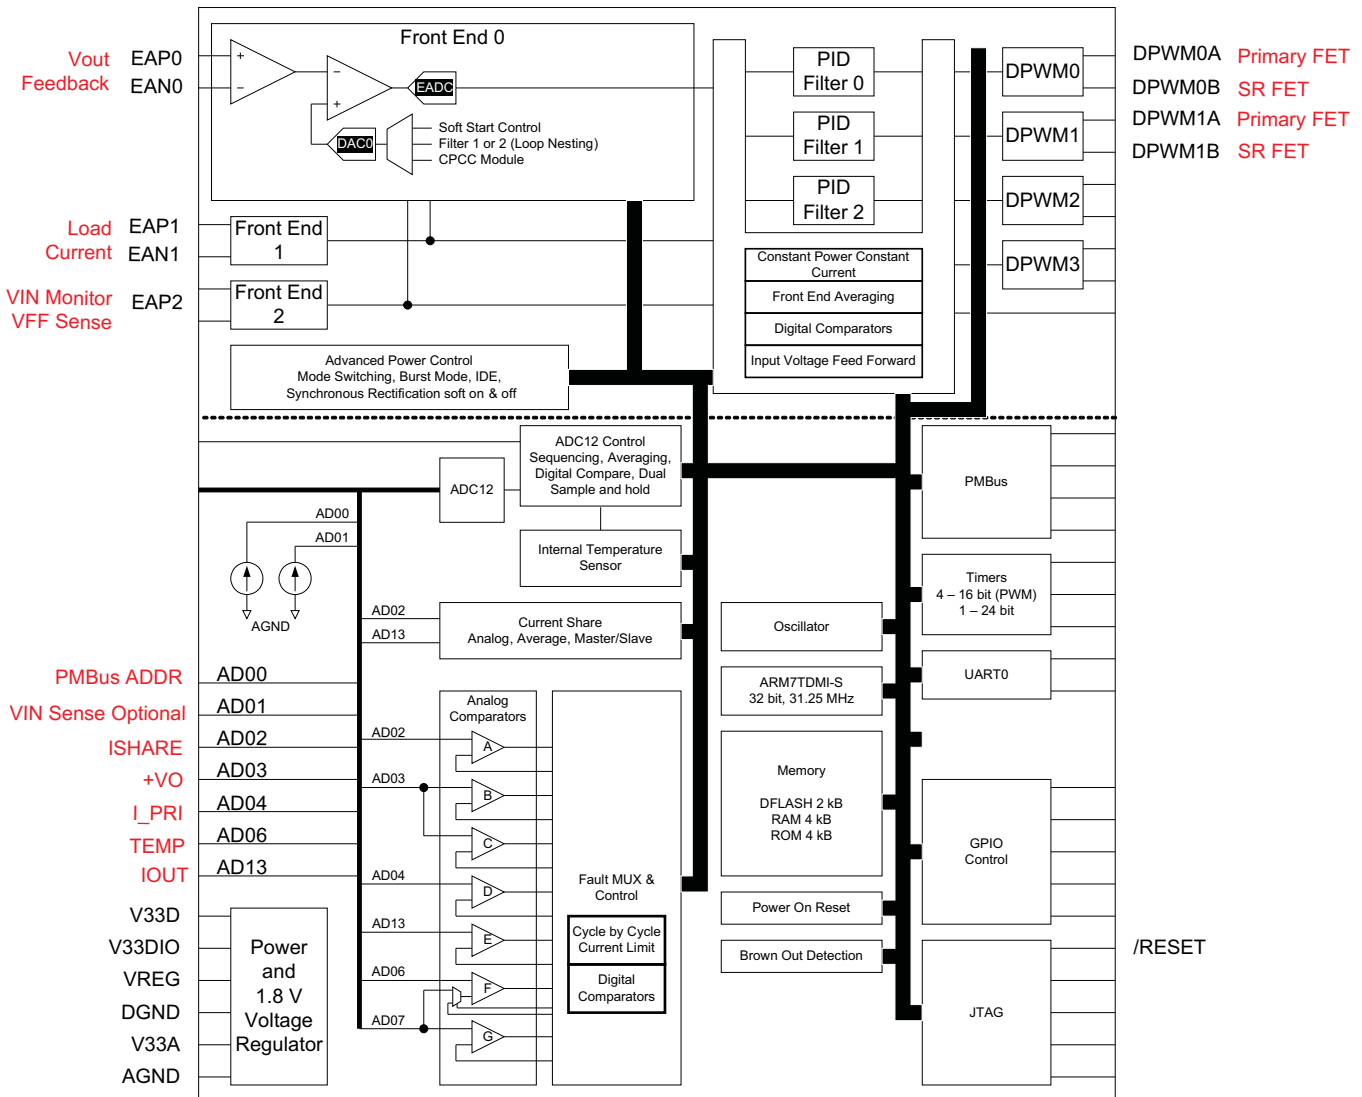 Front End 0
Vout
Feedback
EAP0
EAN0
+
−
−
+
EADC
DAC0
Soft Start Control
Filter 1 or 2 (Loop Nesting)
CPCC Module
PID
Filter 0
PID
Filter 1
PID
Filter 2
DPWM0
DPWM1
DPWM2
DPWM3
DPWM0A Primary FET
DPWM0B SR FET
DPWM1A Primary FET
DPWM1B SR FET
Load
Current
EAP1
EAN1
Front End
1
VIN Monitor
VFF Sense
EAP2
Front End
2
Constant Power Constant
Current
Front End Averaging
Digital Comparators
Input Voltage Feed Forward
Advanced Power Control
Mode Switching, Burst Mode, IDE,
Synchronous Rectification soft on & off
ADC12 Control
Sequencing, Averaging,
Digital Compare, Dual
Sample and hold
ADC12
AD00
AD01
AGND
Internal Temperature
Sensor
AD02
AD13
Current Share
Analog, Average, Master/Slave
PMBus
Timers
4 – 16 bit (PWM)
1 – 24 bit
Oscillator
UART0
ARM7TDMI-S
32 bit, 31.25 MHz
Memory
DFLASH 2 kB
RAM 4 kB
ROM 4 kB
GPIO
Control
Power On Reset
Brown Out Detection
JTAG
/RESET
PMBus ADDR AD00
VIN Sense Optional AD01
ISHARE AD02
+VO AD03
I_PRI AD04
TEMP AD06
IOUT AD13
Analog
Comparators
AD02
A
AD03
B
C
AD04
D
AD13
E
AD06
F
AD07
G
Fault MUX &
Control
Cycle by Cycle
Current Limit
Digital
Comparators
V33D
V33DIO
VREG
DGND
V33A
AGND
Power
and
1.8 V
Voltage
Regulator